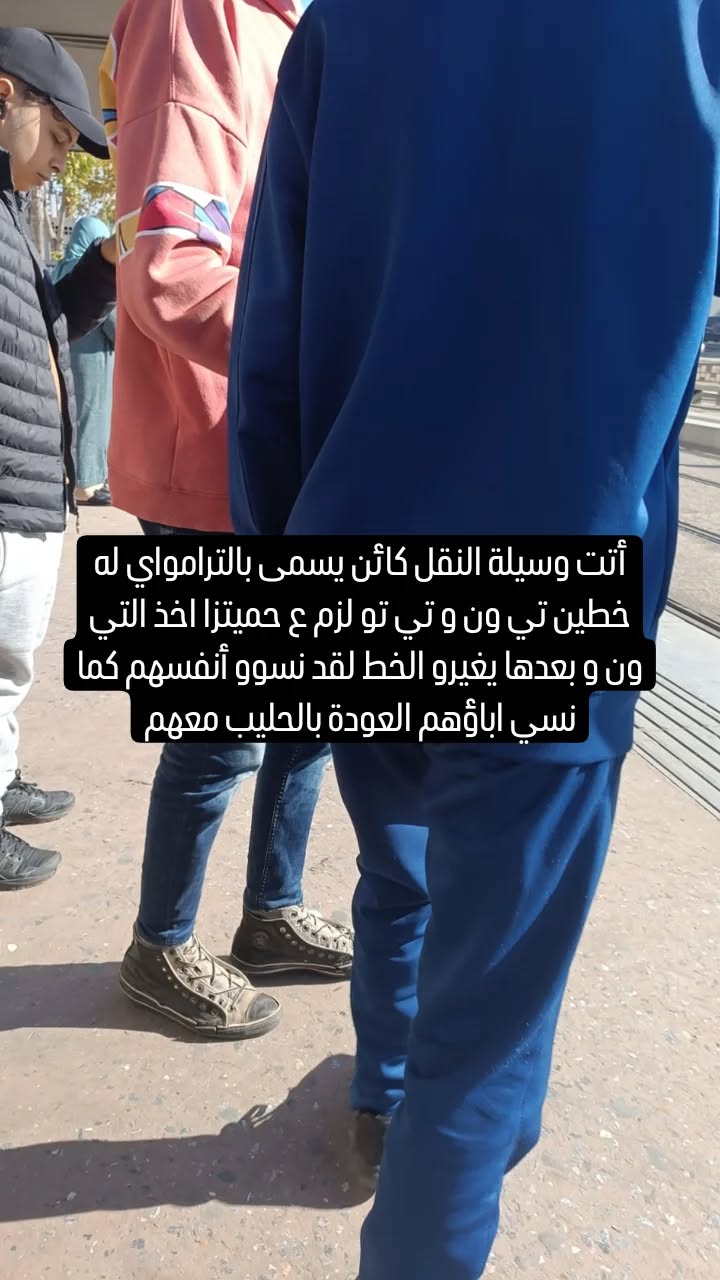 أتت وسيلة النقل كائن يسمى بالترامواي له
خطين تي ون و تي تو لزم ع حميتزا اخذ التي
ون و بعدها يغيرو الخط لقد نسوو أنفسهم كما
نسي اباؤهم العودة بالحليب معهم